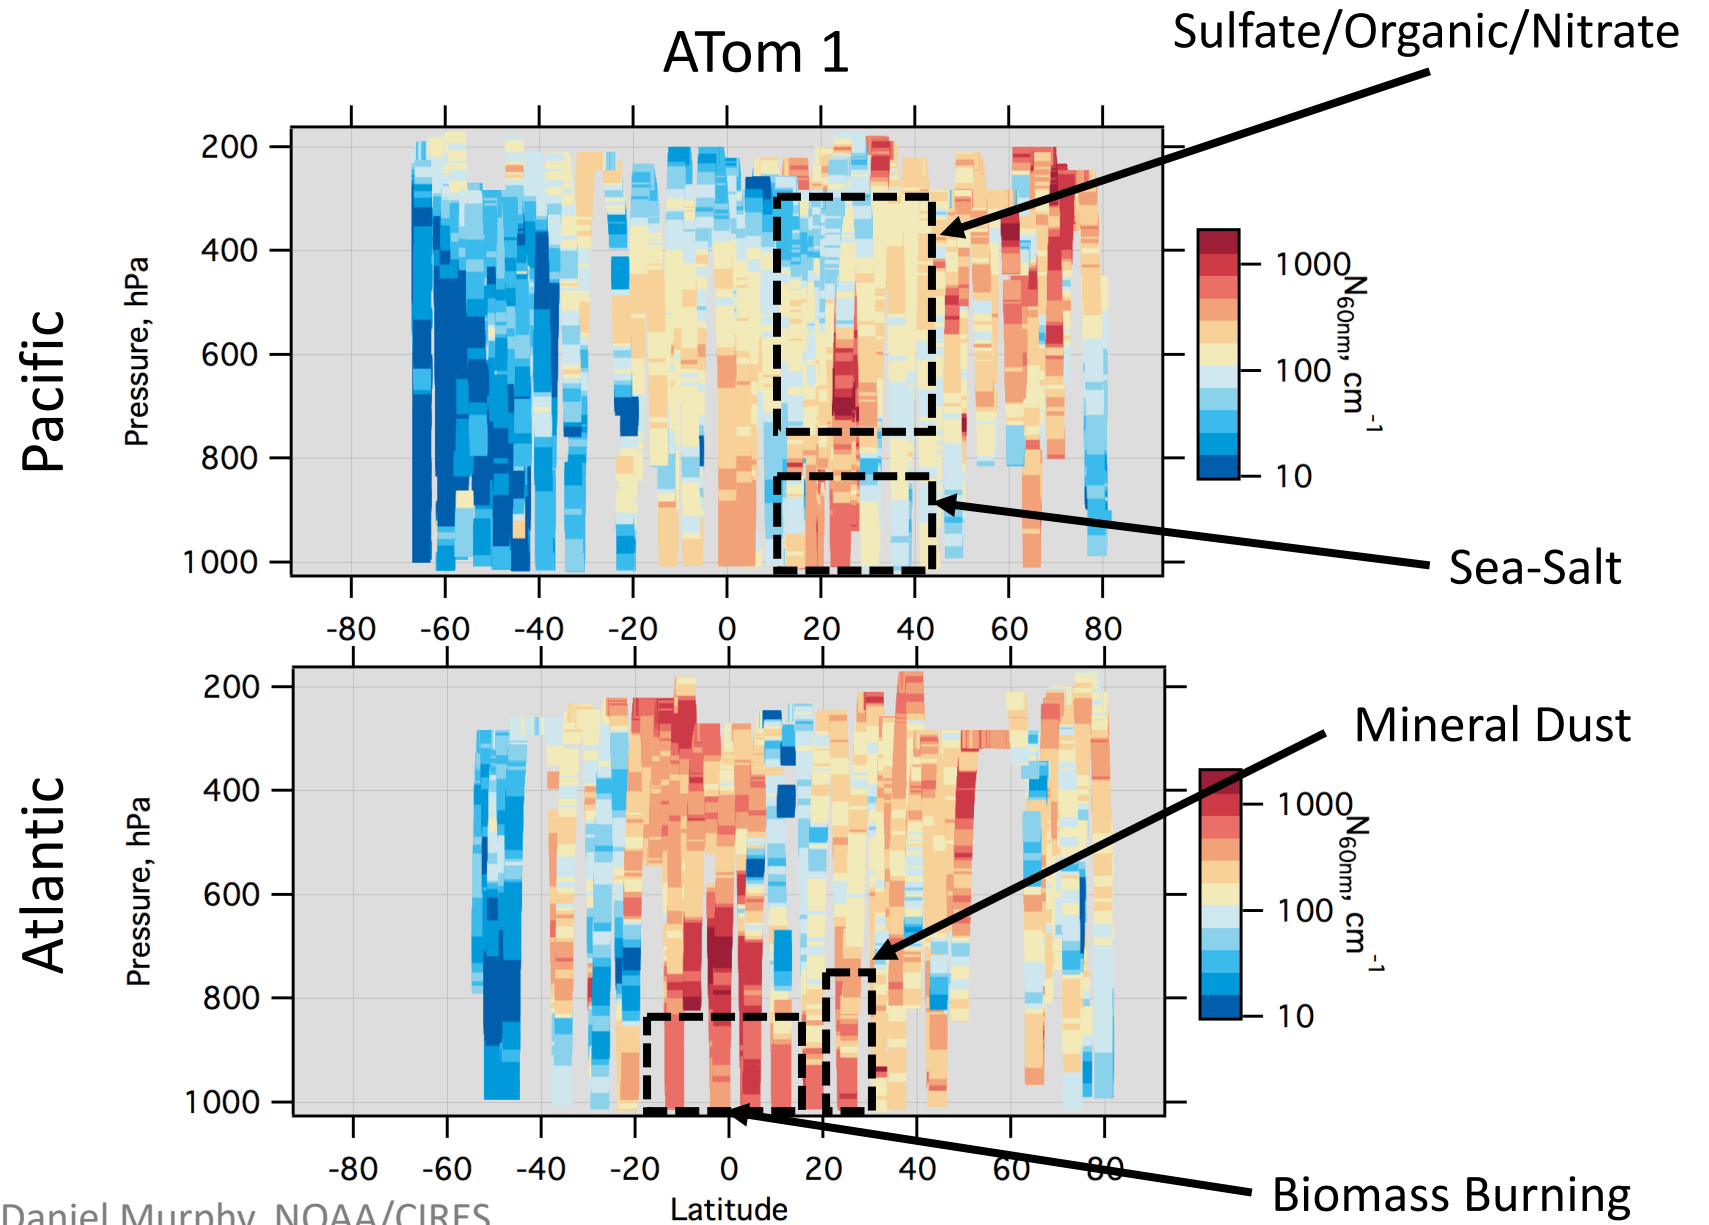 ATom 1
Sulfate/Organic/Nitrate
Pacific
Pressure, hPa
200
400
600
800
1000
-80 -60 -40 -20 0 20 40 60 80
1000
100
10
N60nm, cm-1
Sea-Salt
Atlantic
Pressure, hPa
200
400
600
800
1000
-80 -60 -40 -20 0 20 40 60 80
Latitude
1000
100
10
N60nm, cm-1
Mineral Dust
Biomass Burning
Daniel Murphy, NOAA/CIRES